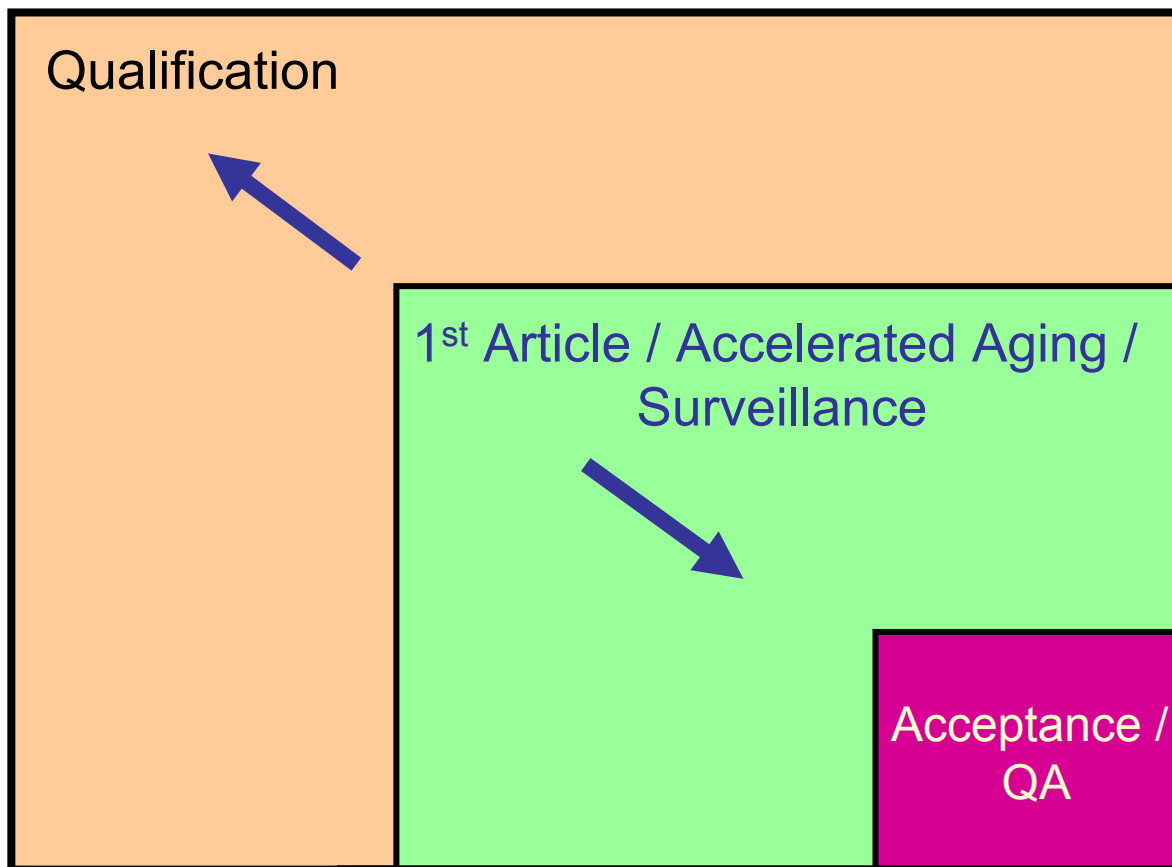 Qualification
1st Article / Accelerated Aging /
Surveillance
Acceptance /
QA